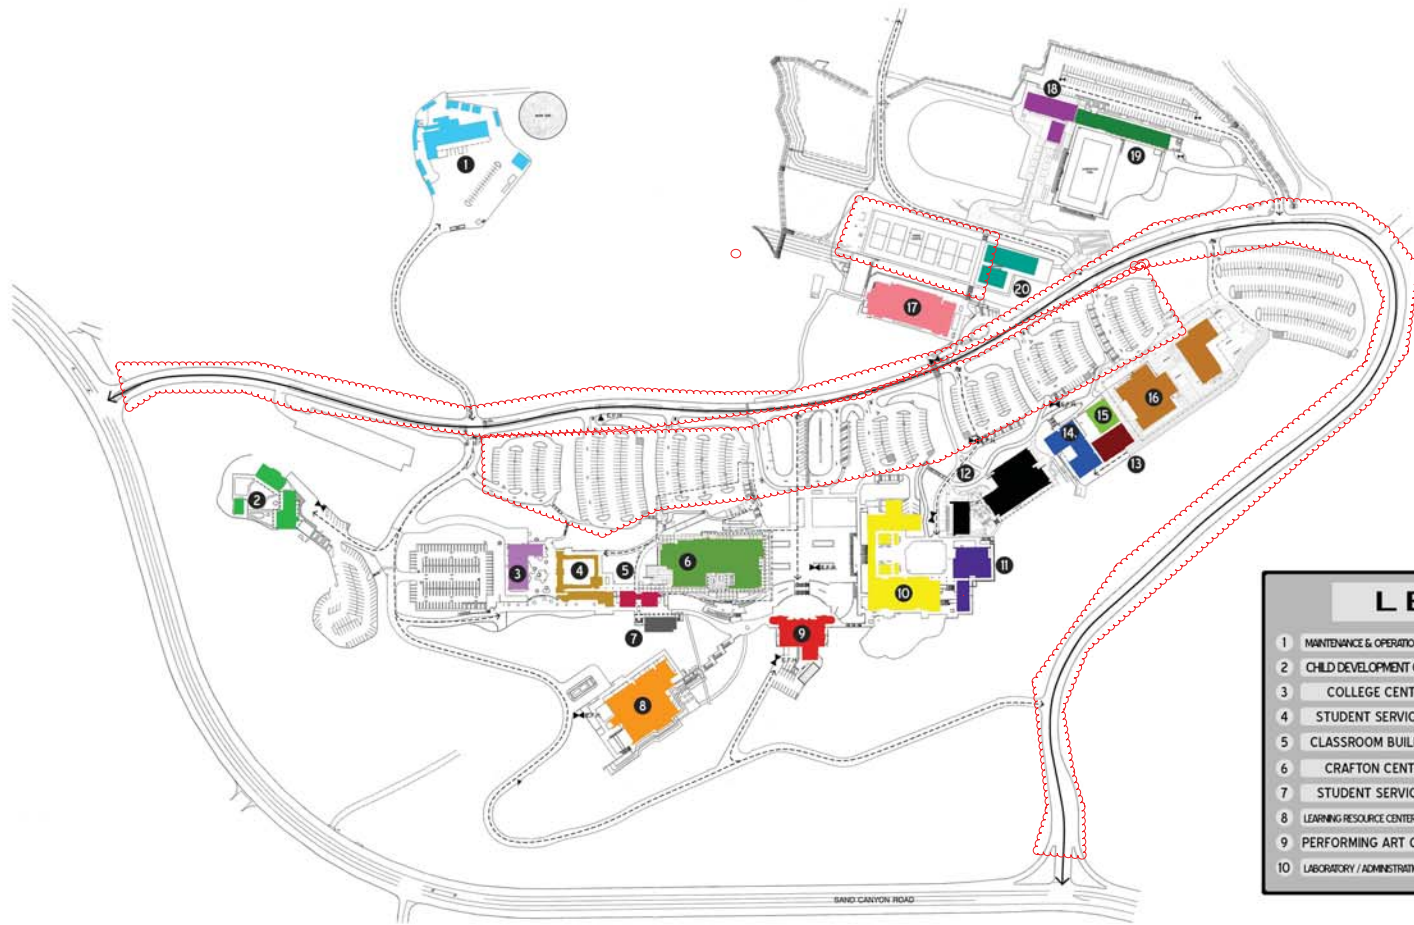 18
19
1
20
17
16
15
14
13
12
2
3
4
5
6
11
10
7
9
8
SAND CANYON ROAD
L E
1 MAINTENANCE & OPERATIO
2 CHILD DEVELOPMENT
3 COLLEGE CENT
4 STUDENT SERVIC
5 CLASSROOM BUIL
6 CRAFTON CENT
7 STUDENT SERVIC
8 LEARNING RESOURCE CENTER
9 PERFORMING ART C
10 LABORATORY / ADMINISTRAT